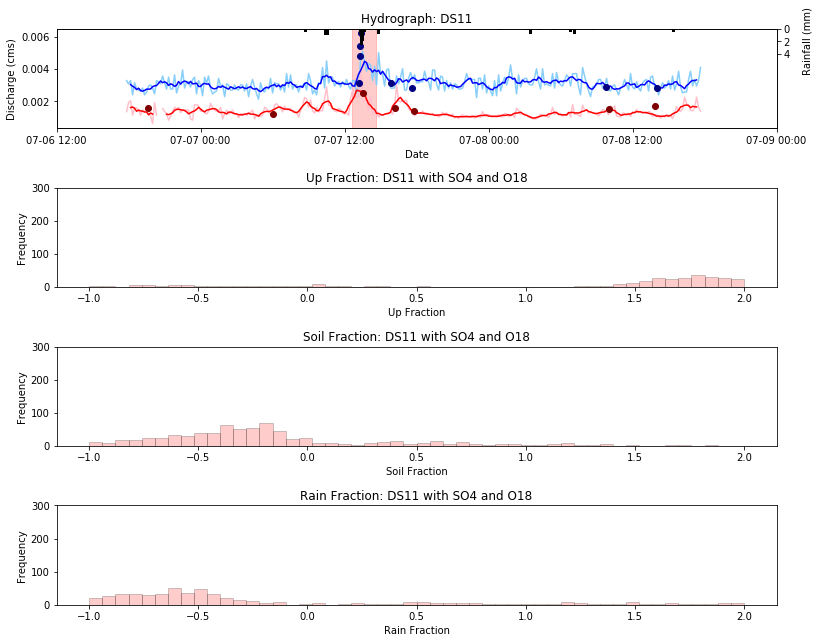 Hydrograph: DS11
0.006
0.004
0.002
Discharge (cms)
0
2
4
Rainfall (mm)
07-06 12:00 07-07 00:00 07-07 12:00 07-08 00:00 07-08 12:00 07-09 00:00
Date
Up Fraction: DS11 with SO4 and O18
300
200
100
0
Frequency
−1.0 −0.5 0.0 0.5 1.0 1.5 2.0
Up Fraction
Soil Fraction: DS11 with SO4 and O18
300
200
100
0
Frequency
−1.0 −0.5 0.0 0.5 1.0 1.5 2.0
Soil Fraction
Rain Fraction: DS11 with SO4 and O18
300
200
100
0
Frequency
−1.0 −0.5 0.0 0.5 1.0 1.5 2.0
Rain Fraction